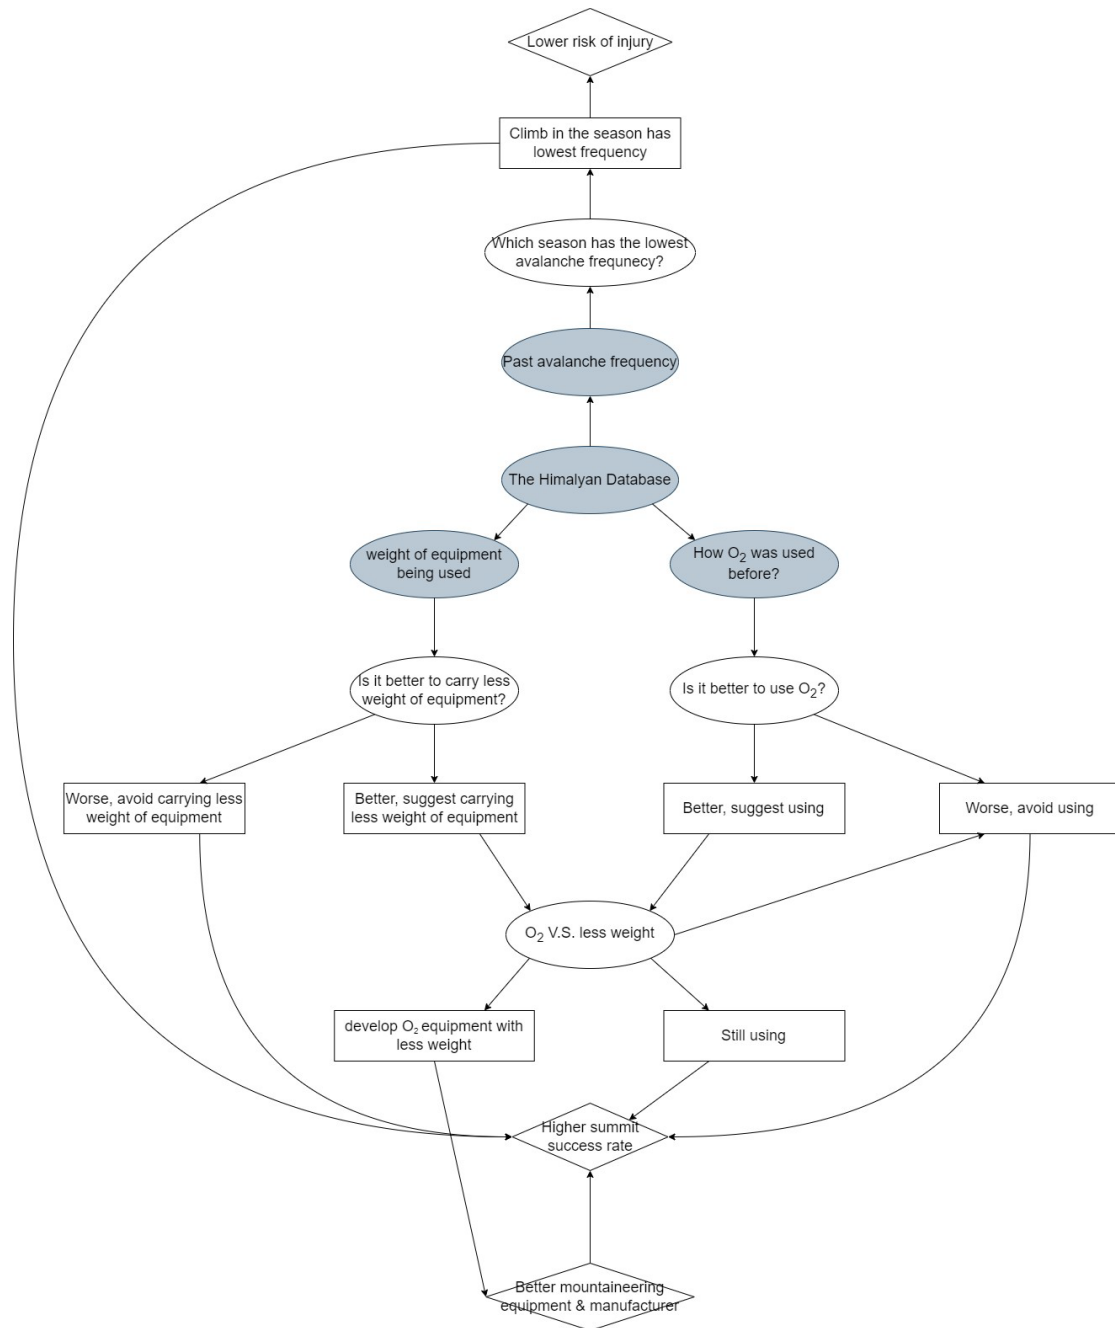 Lower risk of injury
Climb in the season has
lowest frequency
Which season has the lowest
avalanche frequnecy?
Past avalanche frequency
The Himalyan Database
weight of equipment
being used
How O₂ was used
before?
Is it better to carry less
weight of equipment?
Is it better to use O₂?
Worse, avoid carrying less
weight of equipment
Better, suggest carrying
less weight of equipment
Better, suggest using
Worse, avoid using
O₂ V.S. less weight
develop O₂ equipment with
less weight
Still using
Higher summit
success rate
Better mountaineering
equipment & manufacturer